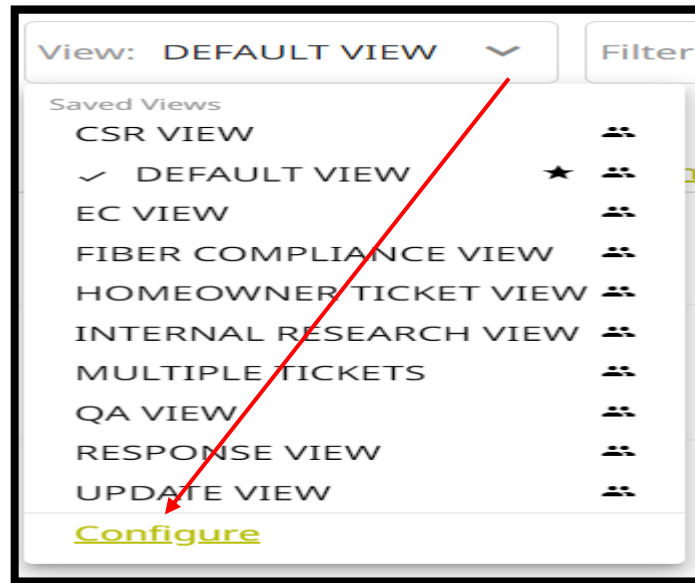 View: DEFAULT VIEW Filter
Saved Views
CSR VIEW
DEFAULT VIEW
EC VIEW
FIBER COMPLIANCE VIEW
HOMEOWNER TICKET VIEW
INTERNAL RESEARCH VIEW
MULTIPLE TICKETS
QA VIEW
RESPONSE VIEW
UPDATE VIEW
Configure